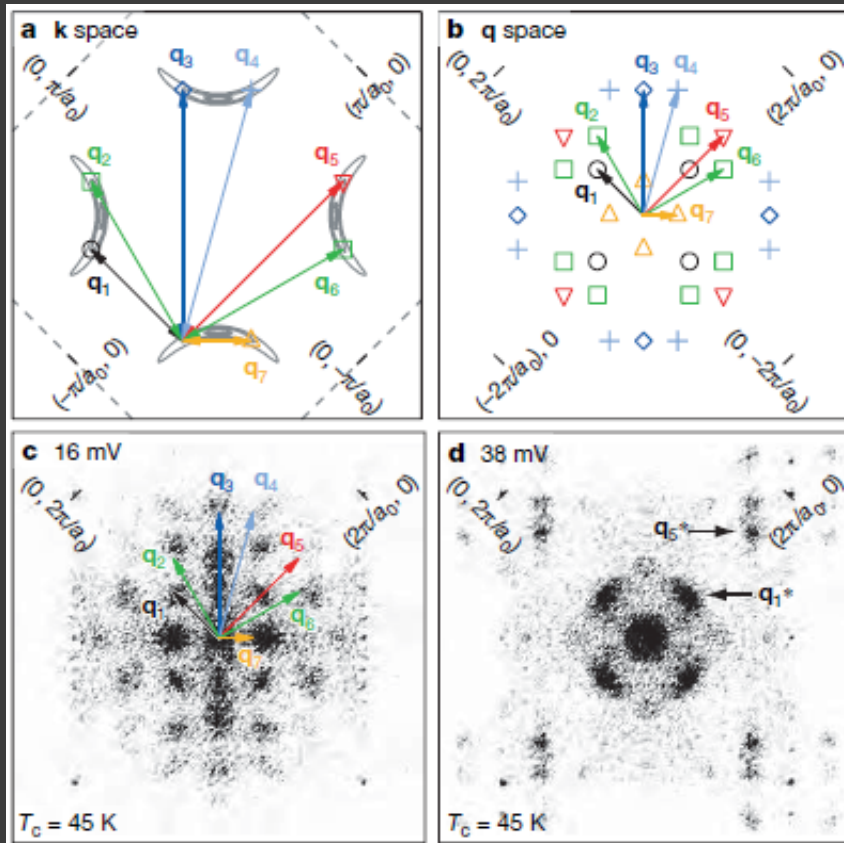 a k space
q3
q4
(0, π/a0)
(π/a0, 0)
q2
q5
q1
q6
q7
(−π/a0, 0)
(0, −π/a0)
b q space
q3
q4
(0, 2π/a0)
(2π/a0, 0)
q2
q5
q6
q1
q7
(−2π/a0), 0)
(0, −2π/a0)
c 16 mV
q3
q4
(0, 2π/a0)
(2π/a0, 0)
q5
q2
q1
q6
q7
Tc = 45 K
d 38 mV
(0, 2π/a0)
(2π/a0, 0)
q5*
q1*
Tc = 45 K